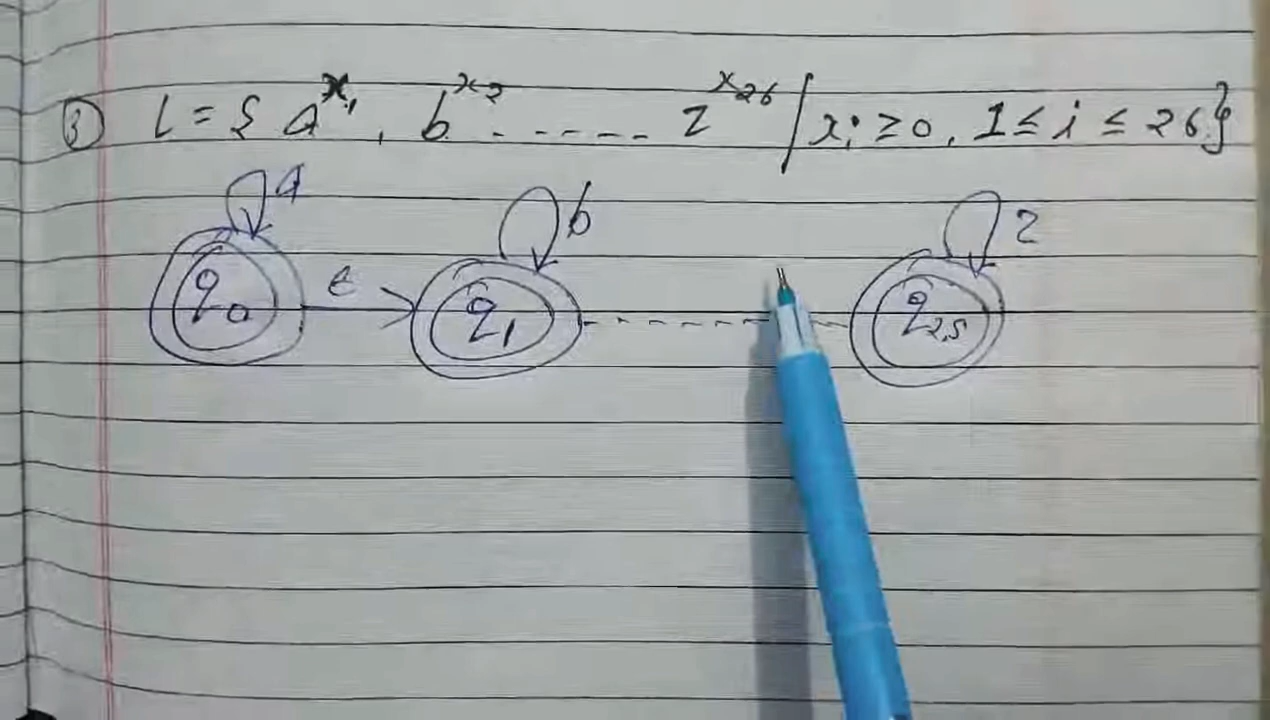 ③ L = { a^x₁, b^x₂ ------ z^x₂₆ / xᵢ ≥ 0, 1 ≤ i ≤ 26 }
a b z
q₀ ε q₁ ------- q₂₅